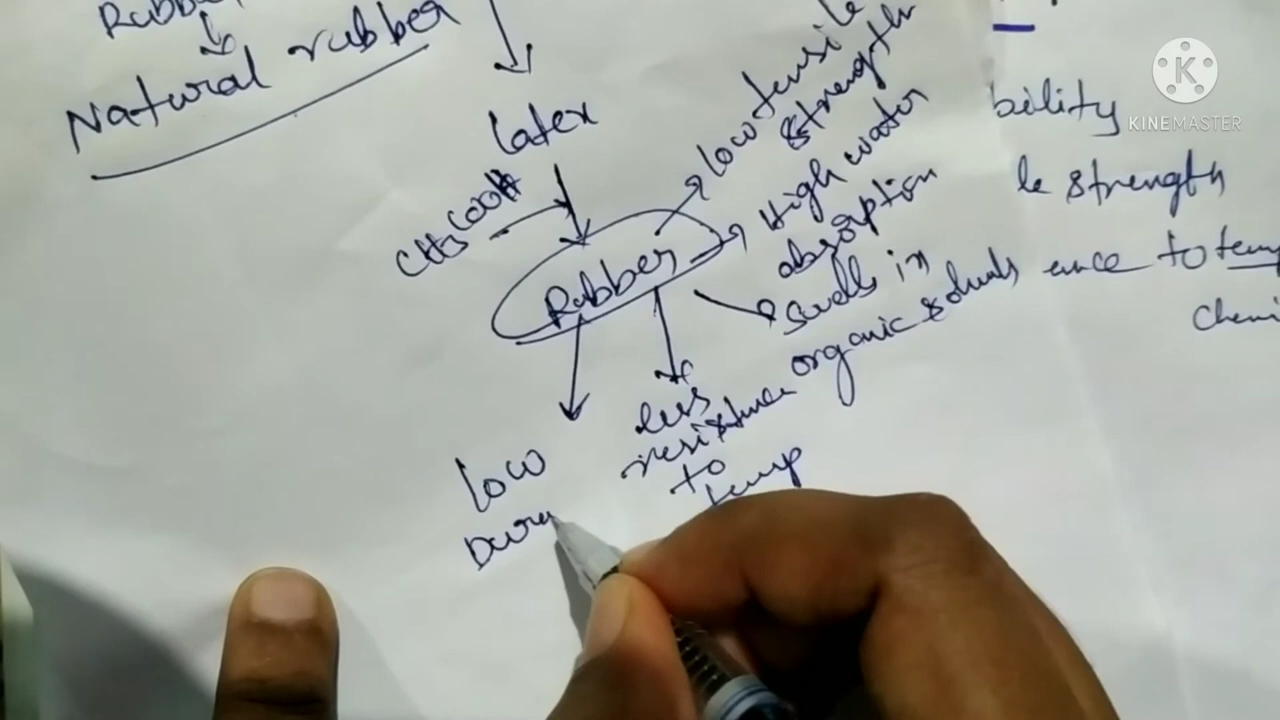 Natural rubber
latex
CH3COOH
Rubber
low tensile
strength
High water
absorption
swells in
organic solvents
less
resistance
to
temp
low
Dura
bility
le strength
ence to temp
chemi
KINEMASTER